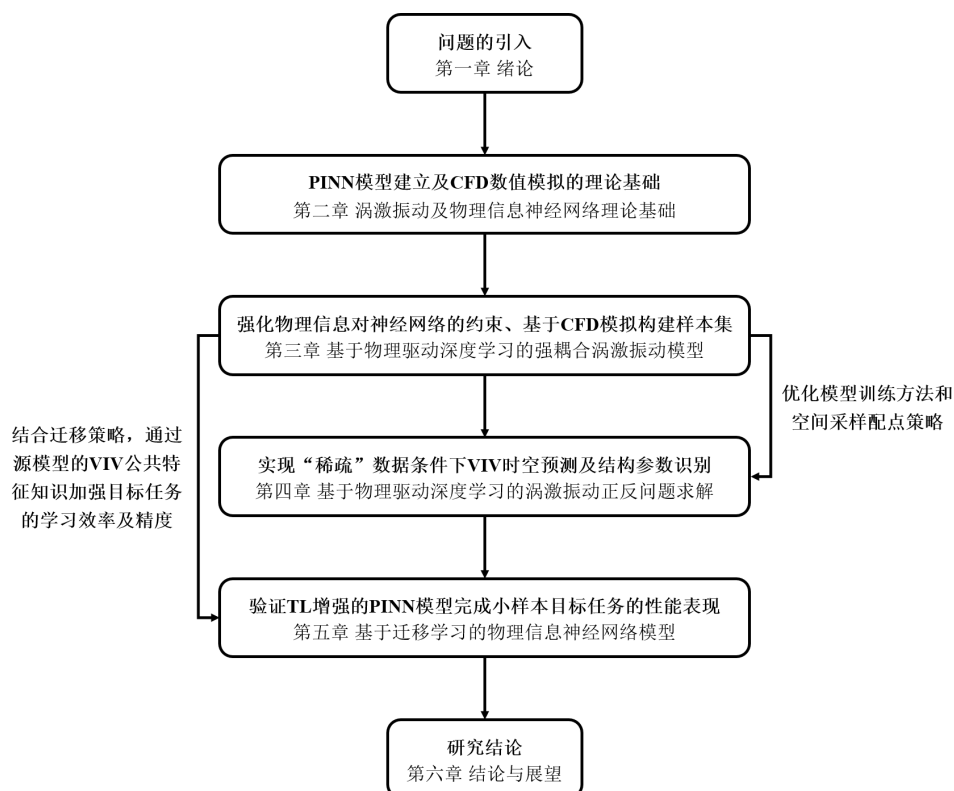 问题的引入
第一章 绪论
PINN模型建立及CFD数值模拟的理论基础
第二章 涡激振动及物理信息神经网络理论基础
强化物理信息对神经网络的约束、基于CFD模拟构建样本集
第三章 基于物理驱动深度学习的强耦合涡激振动模型
优化模型训练方法和
空间采样配点策略
结合迁移策略，通过
源模型的VIV公共特
征知识加强目标任务
的学习效率及精度
实现“稀疏”数据条件下VIV时空预测及结构参数识别
第四章 基于物理驱动深度学习的涡激振动正反问题求解
验证TL增强的PINN模型完成小样本目标任务的性能表现
第五章 基于迁移学习的物理信息神经网络模型
研究结论
第六章 结论与展望